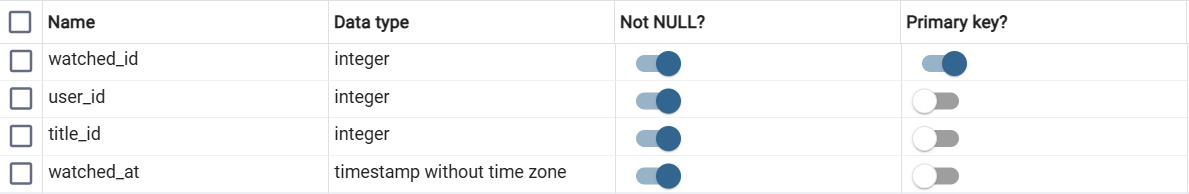 Name Data type Not NULL? Primary key?
watched_id integer
user_id integer
title_id integer
watched_at timestamp without time zone